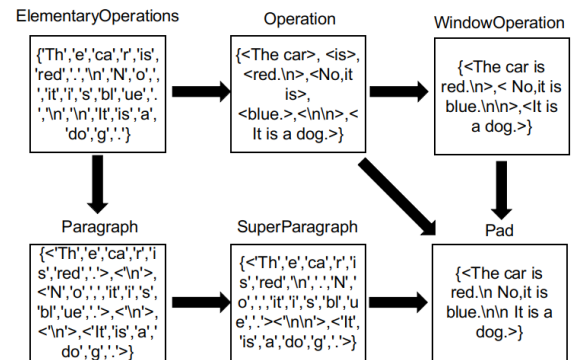 ElementaryOperations
Operation
WindowOperation
{'Th','e','ca','r','is',
'red','.','\n','N','o',',
','it','i','s','bl','ue','.
','\n','\n','It','is','a',
'do','g','.'}
{<The car>, <is>,
<red.\n>,<No,it
is>,
<blue.>,<\n\n>,<
It is a dog.>}
{<The car is
red.\n>,< No,it is
blue.\n\n>,<It is
a dog.>}
Paragraph
SuperParagraph
Pad
{<'Th','e','ca','r','i
s','red','.'>,<'\n'>,
<'N','o',',','it','i','s',
'bl','ue','.'>,<'\n'>,
<'\n'>,<'It','is','a','
do','g','.'>}
{<'Th','e','ca','r','i
s','red','\n','.','N','
o',',','it','i','s','bl','u
e','.'><'\n\n'>,<'It',
'is','a','do','g','.'>}
{<The car is
red.\n No,it is
blue.\n\n It is a
dog.>}